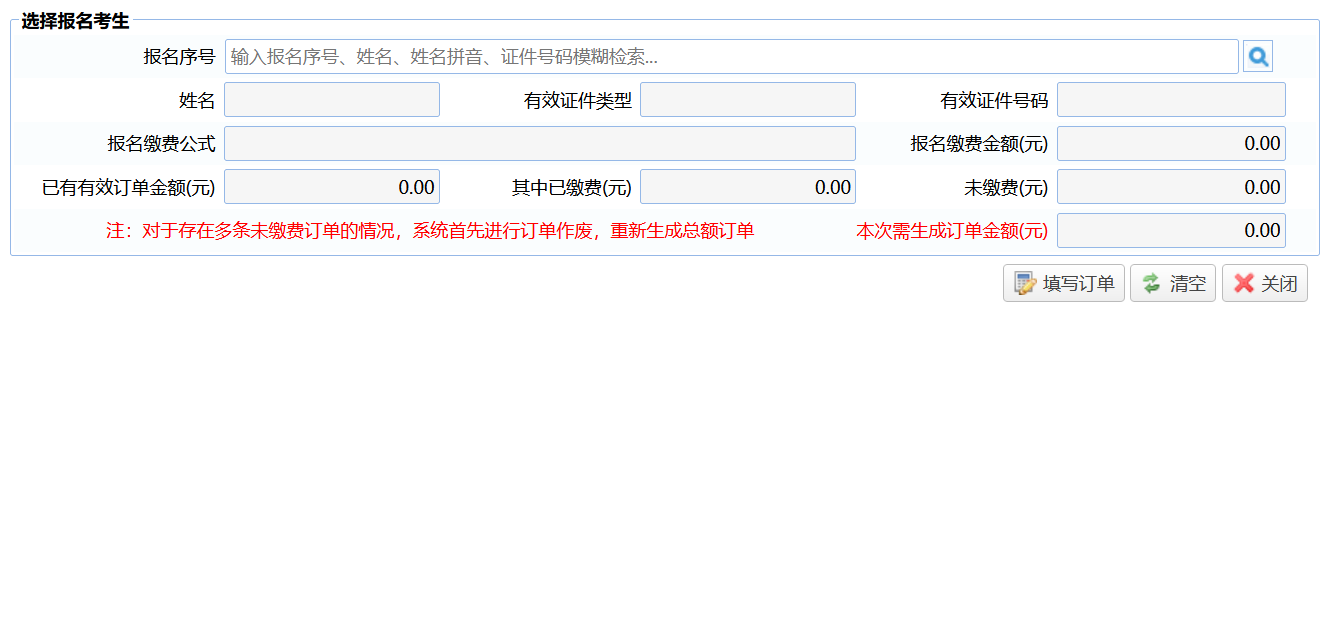 选择报名考生
报名序号 输入报名序号、姓名、姓名拼音、证件号码模糊检索...
姓名 有效证件类型 有效证件号码
报名缴费公式 报名缴费金额(元) 0.00
已有有效订单金额(元) 0.00 其中已缴费(元) 0.00 未缴费(元) 0.00
注：对于存在多条未缴费订单的情况，系统首先进行订单作废，重新生成总额订单 本次需生成订单金额(元) 0.00
填写订单 清空 关闭